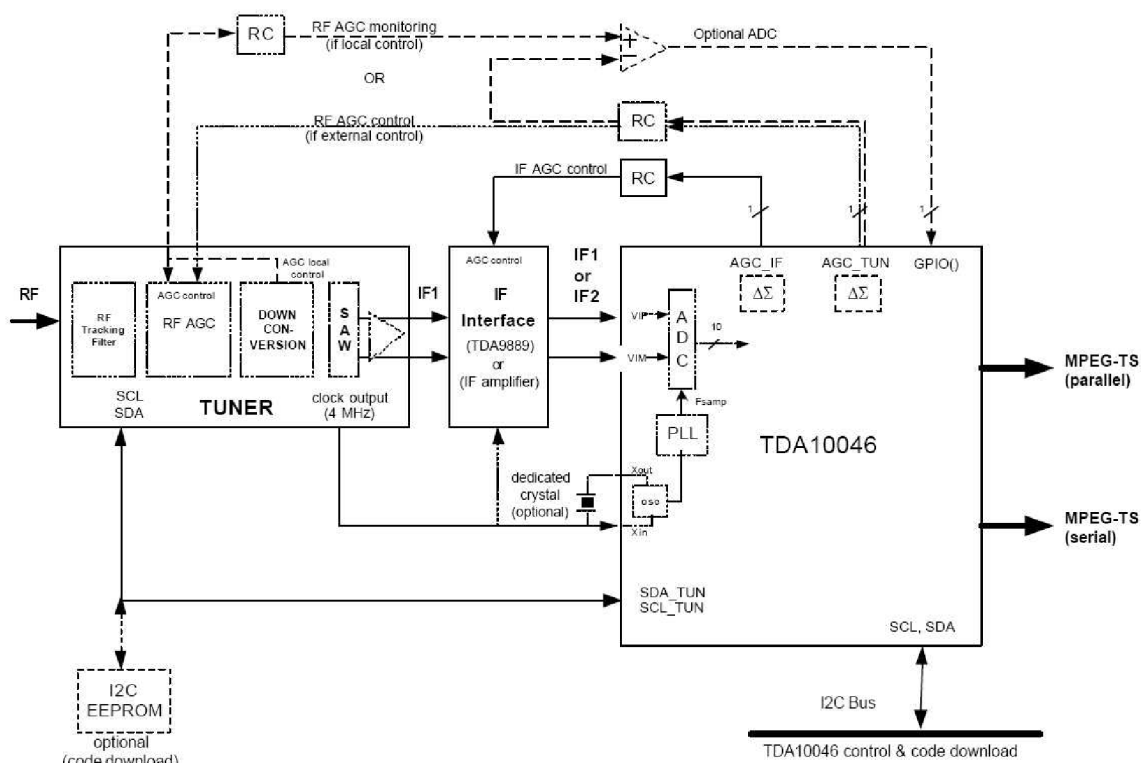 RC
RF AGC monitoring
(if local control)
OR
+
−
Optional ADC
RF AGC control
(if external control)
RC
IF AGC control
RC
1
1
1
RF
RF
Tracking
Filter
AGC control
RF AGC
AGC local
control
DOWN
CON-
VERSION
S
A
W
SCL
SDA
TUNER
clock output
(4 MHz)
IF1
AGC control
IF
Interface
(TDA9889)
or
(IF amplifier)
IF1
or
IF2
AGC_IF
ΔΣ
AGC_TUN
ΔΣ
GPIO()
VIP
VIM
A
D
C
10
Fsamp
PLL
TDA10046
Xout
oso
Xin
dedicated
crystal
(optional)
MPEG-TS
(parallel)
MPEG-TS
(serial)
SDA_TUN
SCL_TUN
SCL, SDA
I2C
EEPROM
optional
(code download)
I2C Bus
TDA10046 control & code download